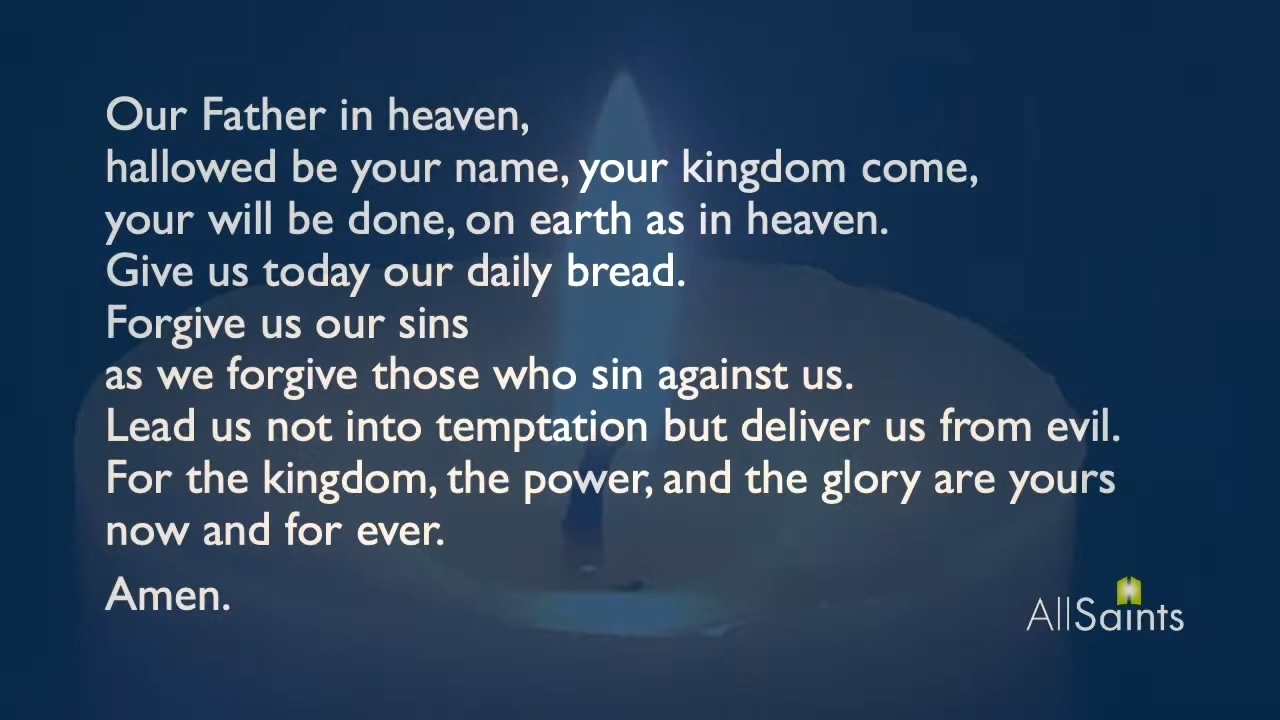 Our Father in heaven,
hallowed be your name, your kingdom come,
your will be done, on earth as in heaven.
Give us today our daily bread.
Forgive us our sins
as we forgive those who sin against us.
Lead us not into temptation but deliver us from evil.
For the kingdom, the power, and the glory are yours
now and for ever.
Amen.
AllSaints